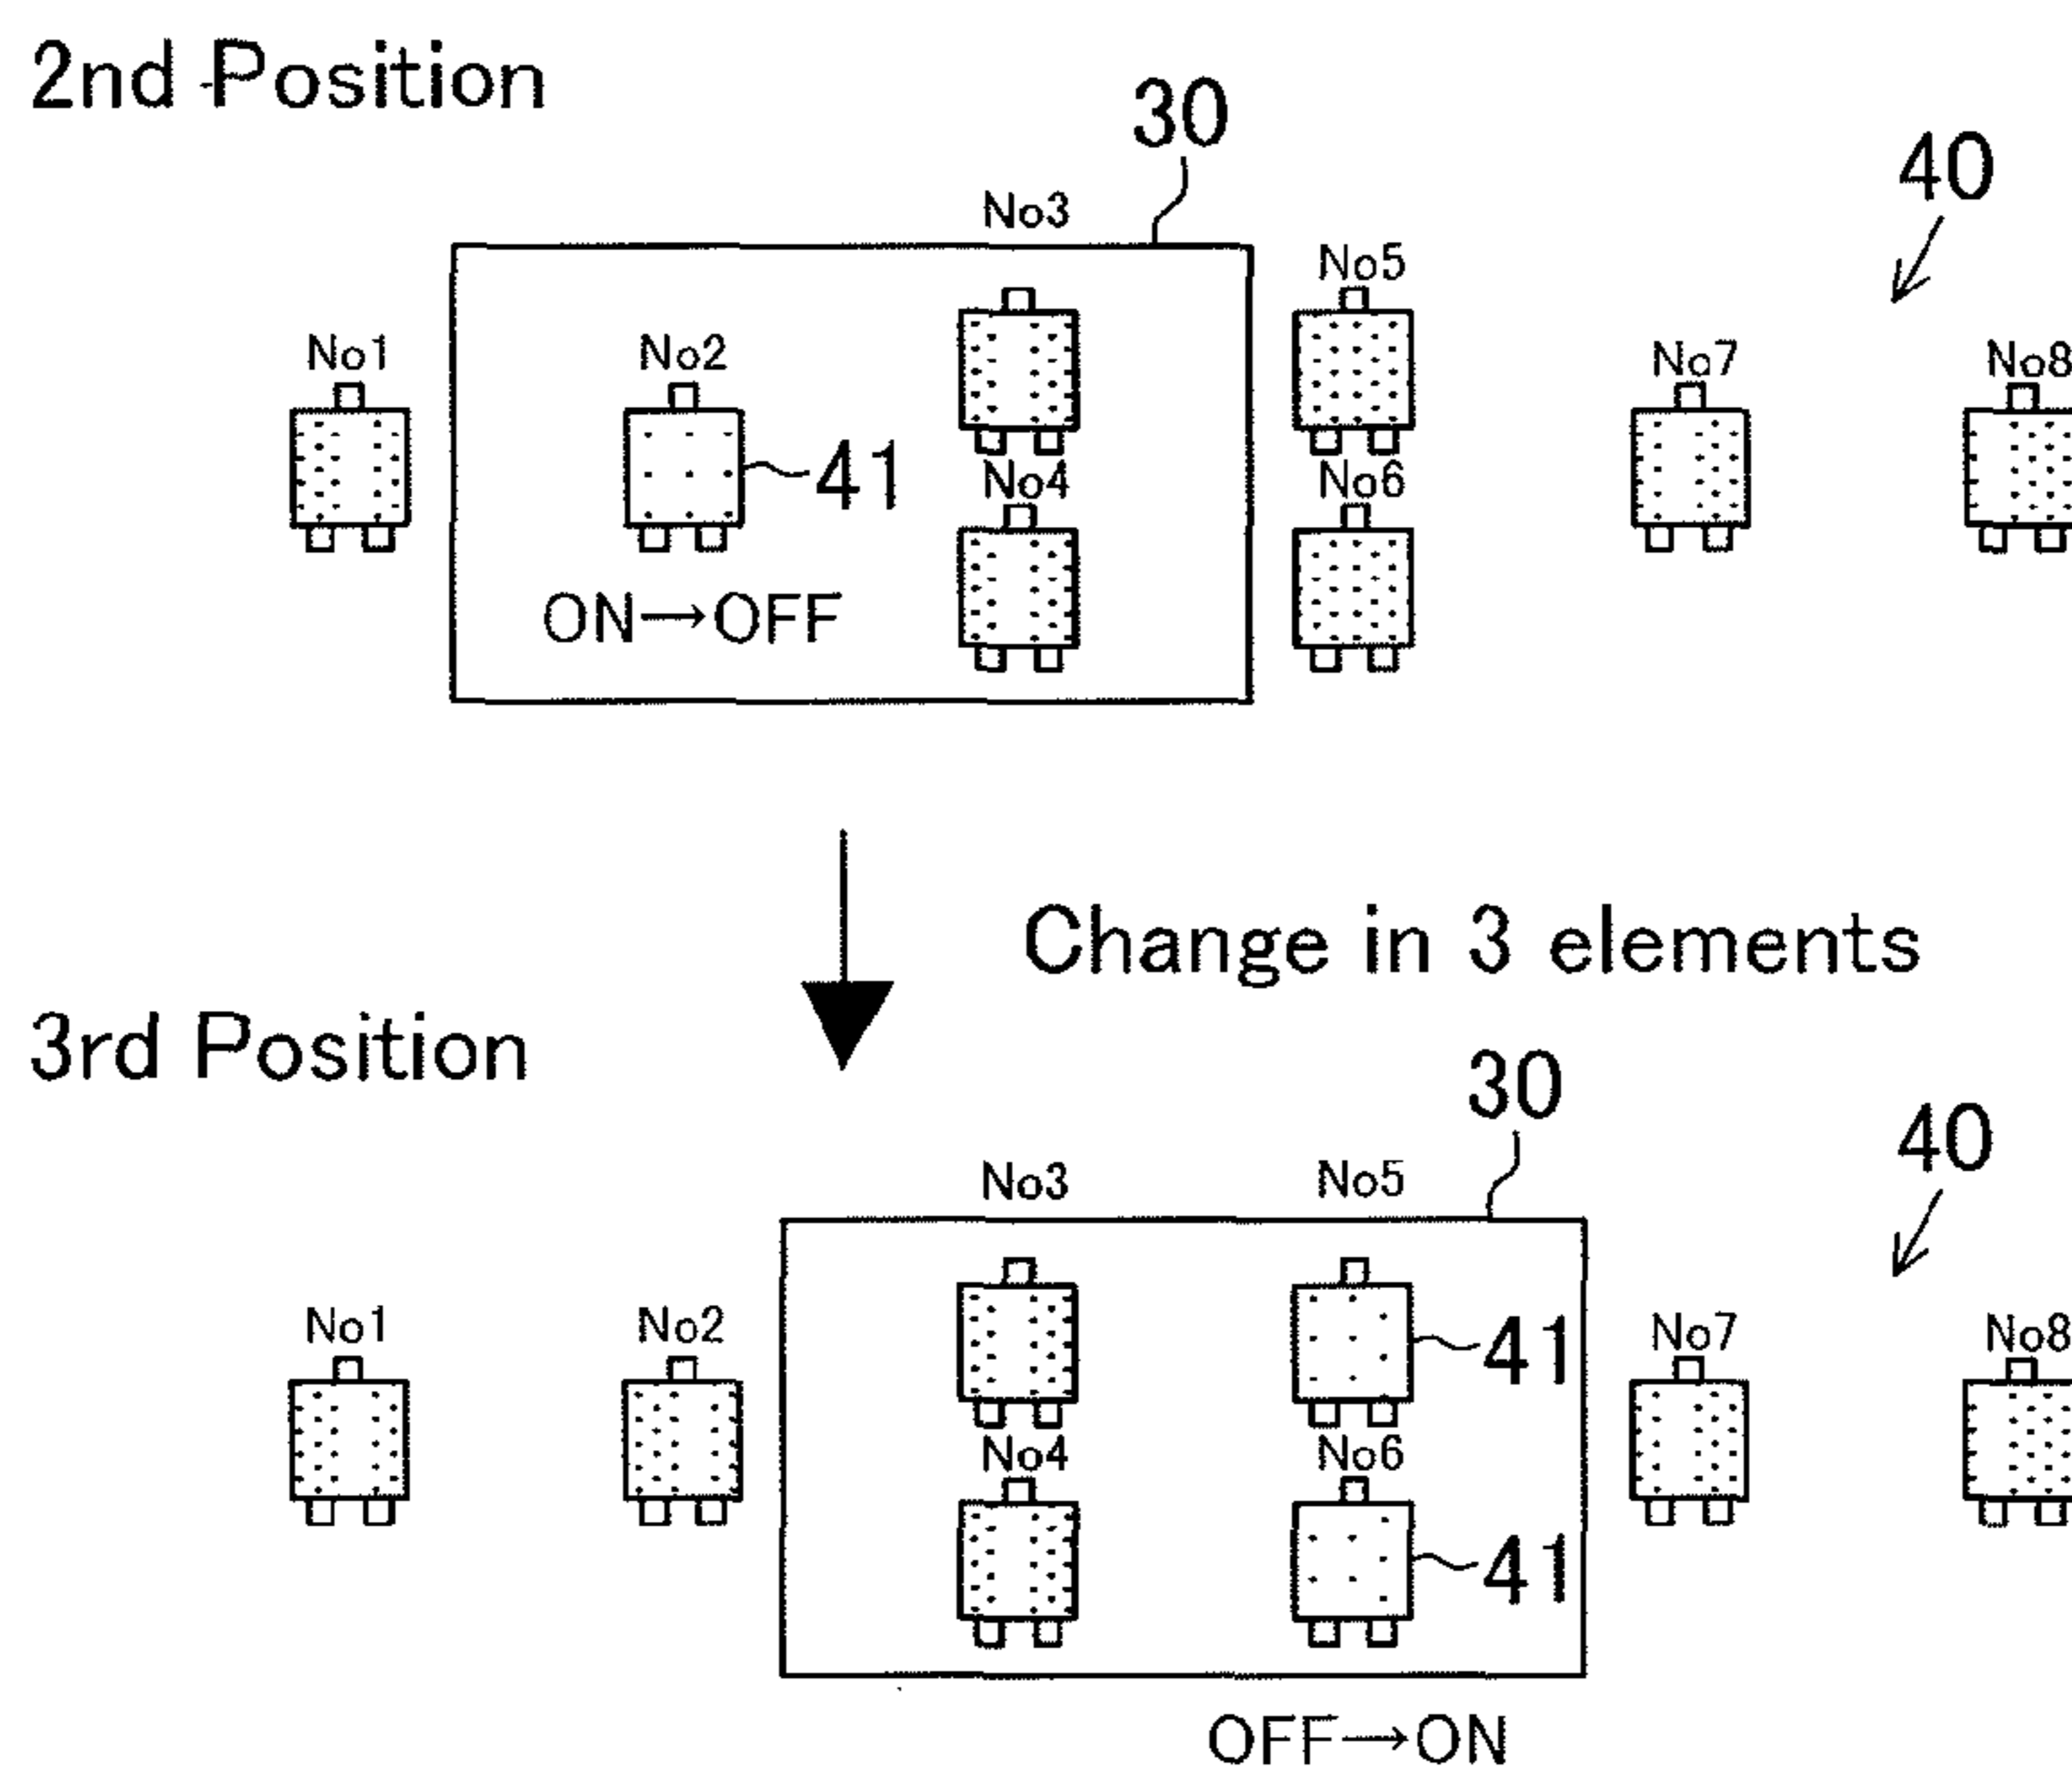 2nd Position
30
40
No3
No5
No1
No2
No7
No8
41
No4
No6
ON→OFF
Change in 3 elements
3rd Position
30
40
No3
No5
No1
No2
41
No7
No8
No4
No6
41
OFF→ON